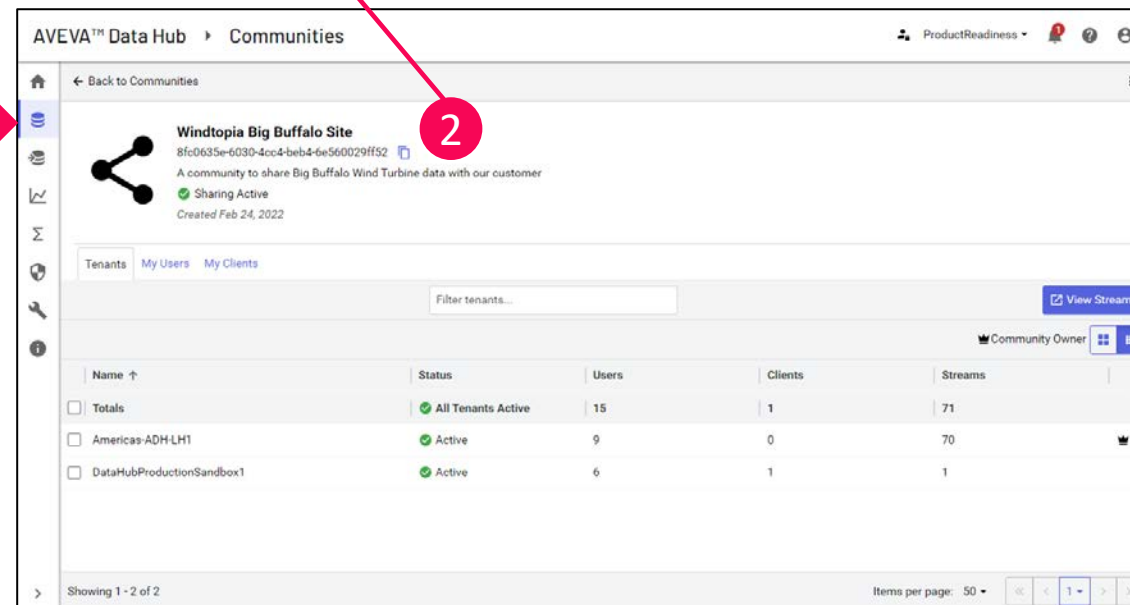 AVEVA™ Data Hub ▸ Communities ProductReadiness 1
← Back to Communities
Windtopia Big Buffalo Site
8fc0635e-6030-4cc4-beb4-6e560029ff52
2
A community to share Big Buffalo Wind Turbine data with our customer
Sharing Active
Created Feb 24, 2022
Tenants My Users My Clients
Filter tenants... View Stream
Community Owner
Name ↑ Status Users Clients Streams
Totals All Tenants Active 15 1 71
Americas-ADH-LH1 Active 9 0 70
DataHubProductionSandbox1 Active 6 1 1
Showing 1 - 2 of 2 Items per page: 50 « < 1 >